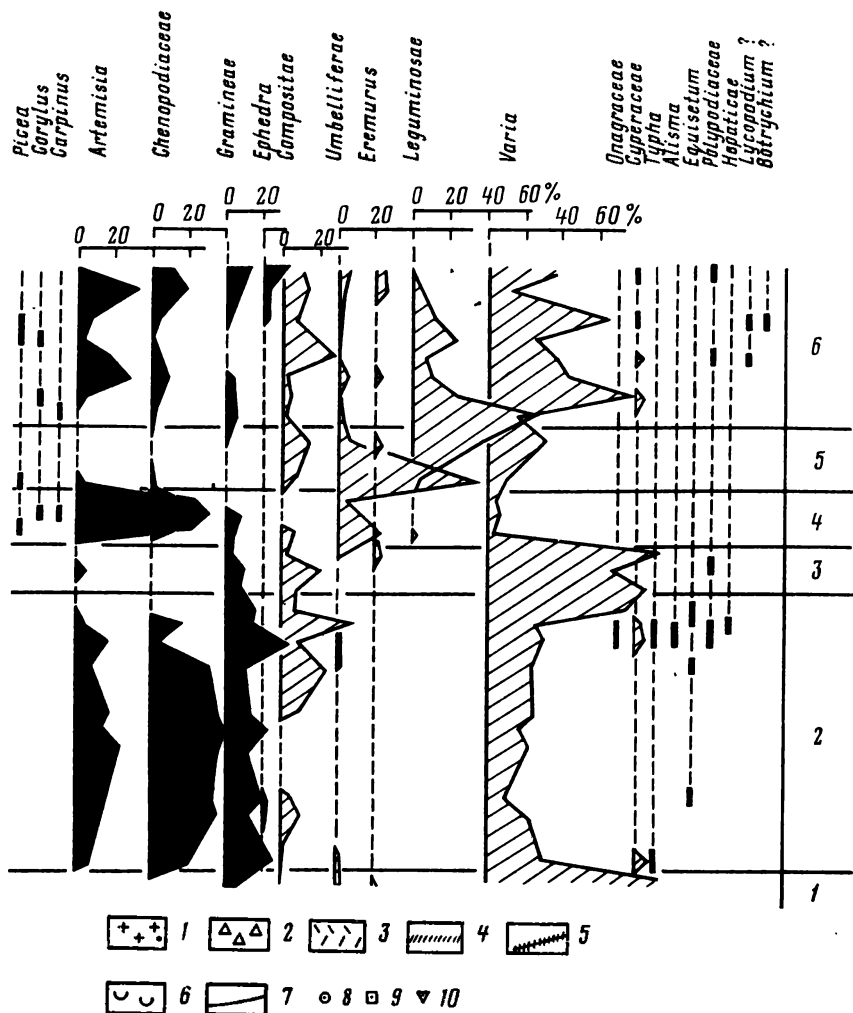 Picea
Corylus
Carpinus
Artemisia
Chenopodiaceae
Gramineae
Ephedra
Compositae
Umbelliferae
Eremurus
Leguminosae
Varia
Onagraceae
Cyperaceae
Typha
Alisma
Equisetum
Polypodiaceae
Hepaticae
Lycopodium ?
Botrychium ?
0 20 0 20 40 60 %
0 20 0 20 40 60 %
0 20 0 20
6
5
4
3
2
1
1 2 3 4 5
6 7 8 9 10